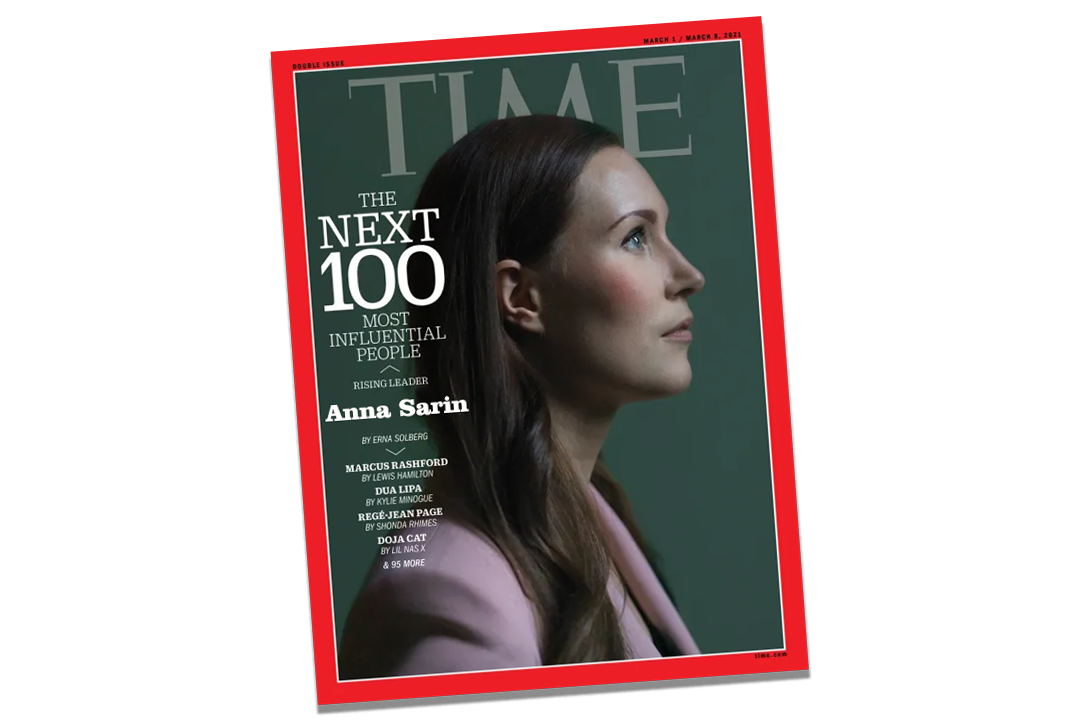 DOUBLE ISSUE
MARCH 1 / MARCH 8, 2021
TIME
THE
NEXT
100
MOST
INFLUENTIAL
PEOPLE
RISING LEADER
Anna Sarin
BY ERNA SOLBERG
MARCUS RASHFORD
BY LEWIS HAMILTON
DUA LIPA
BY KYLIE MINOGUE
REGÉ-JEAN PAGE
BY SHONDA RHIMES
DOJA CAT
BY LIL NAS X
& 95 MORE
time.com